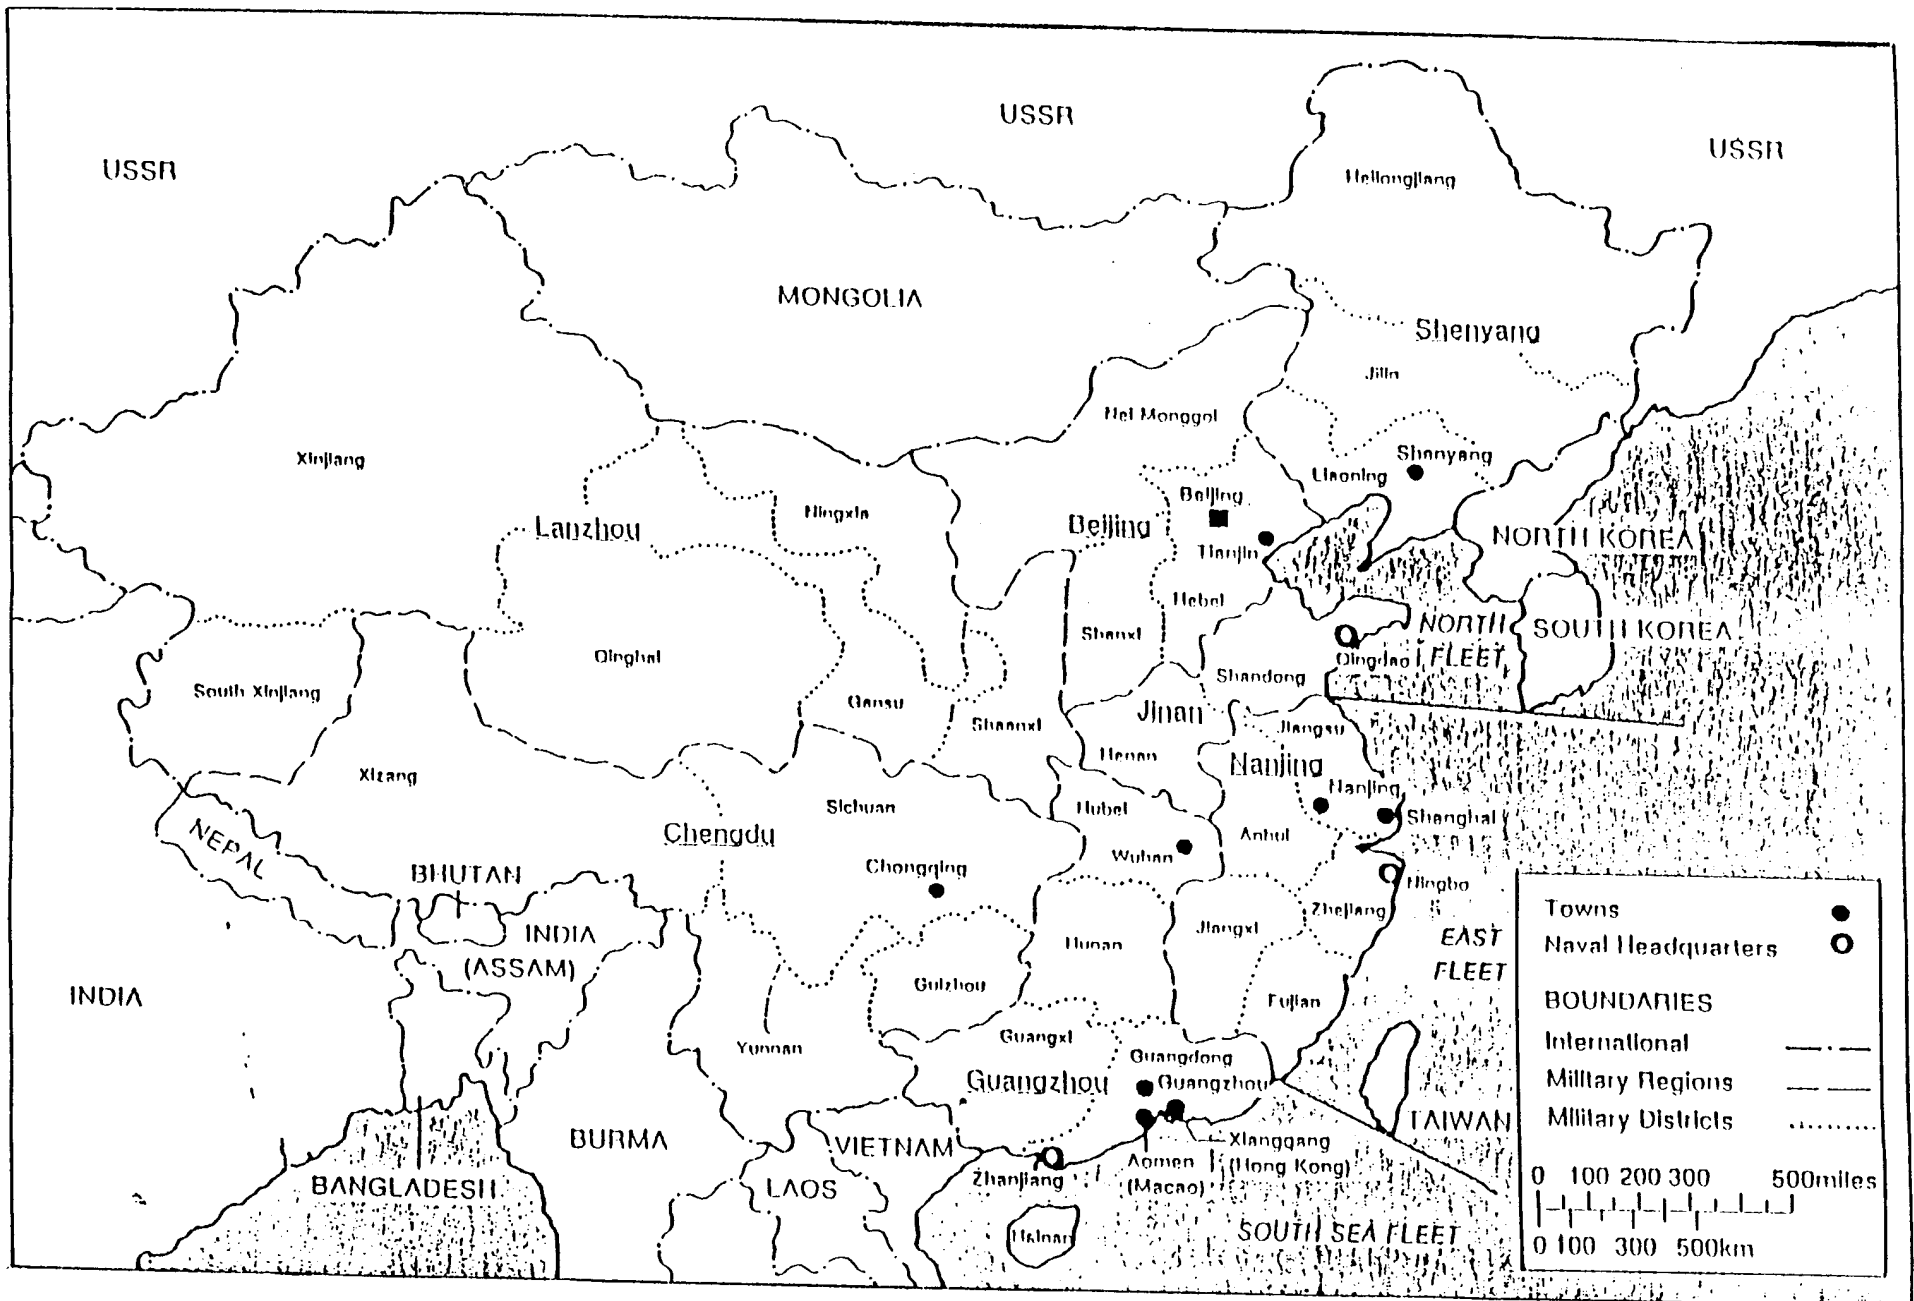 USSR
USSR
USSR
Heilongjiang
MONGOLIA
Shenyang
Jilin
Nei Monggol
Xinjiang
Shenyang
Liaoning
Beijing
Ningxia
Lanzhou
Beijing
Tianjin
NORTH KOREA
Hebei
Shanxi
NORTH
FLEET
SOUTH KOREA
Qinghai
Qingdao
South Xinjiang
Shandong
Gansu
Shaanxi
Jinan
Jiangsu
Henan
Xizang
Nanjing
Nanjing
Sichuan
Hubei
Shanghai
NEPAL
Chengdu
Anhui
Wuhan
BHUTAN
Chongqing
Ningbo
Zhejiang
INDIA
(ASSAM)
Hunan
Jiangxi
EAST
FLEET
INDIA
Guizhou
Fujian
Yunnan
Guangxi
Guangdong
Guangzhou
Guangzhou
TAIWAN
BURMA
VIETNAM
Xianggang
(Hong Kong)
Aomen
(Macao)
Zhanjiang
BANGLADESH
LAOS
Hainan
SOUTH SEA FLEET
Towns
Naval Headquarters
BOUNDARIES
International
Military Regions
Military Districts
0 100 200 300 500miles
0 100 300 500km